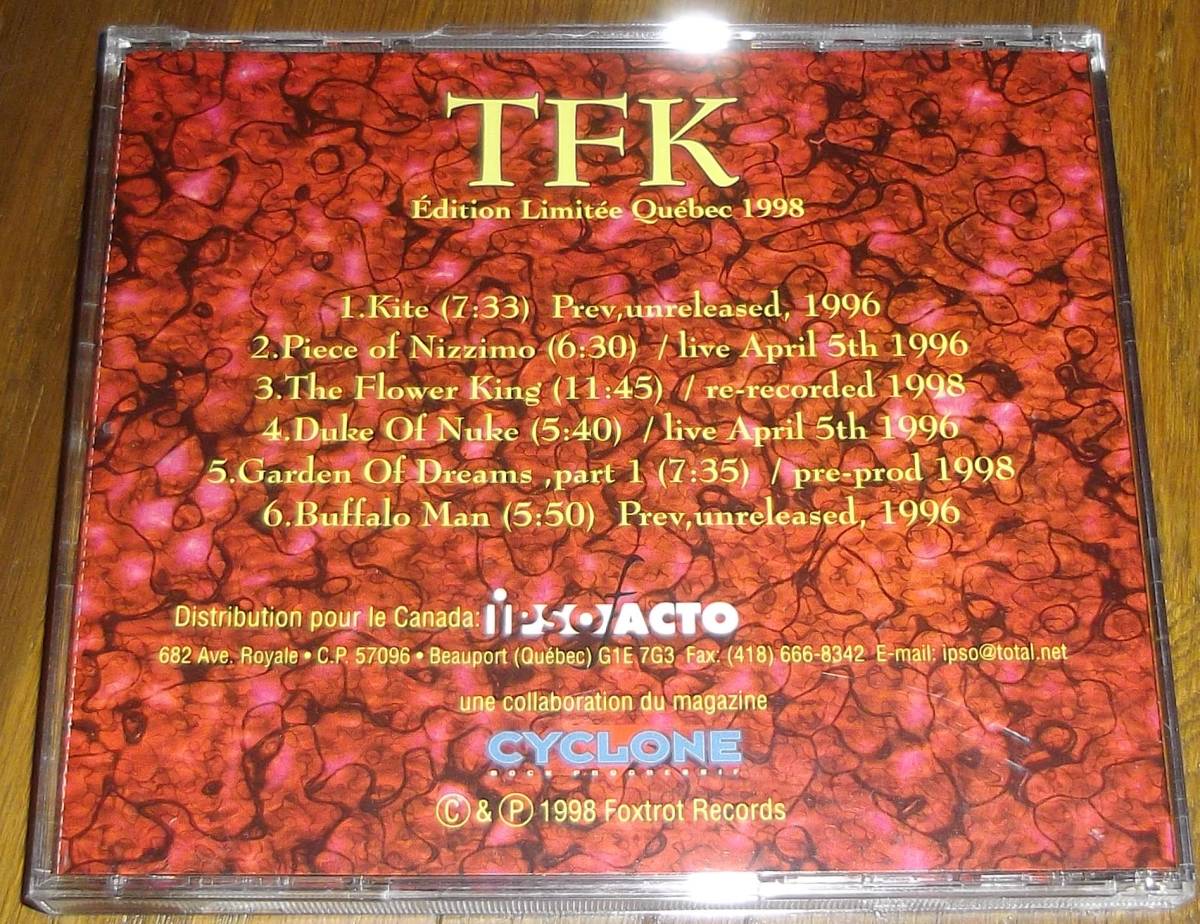 TFK
Édition Limitée Québec 1998
1.Kite (7:33) Prev,unreleased, 1996
2.Piece of Nizzimo (6:30) / live April 5th 1996
3.The Flower King (11:45) / re-recorded 1998
4.Duke Of Nuke (5:40) / live April 5th 1996
5.Garden Of Dreams ,part 1 (7:35) / pre-prod 1998
6.Buffalo Man (5:50) Prev,unreleased, 1996
Distribution pour le Canada: ipsofACTO
682 Ave. Royale • C.P. 57096 • Beauport (Québec) G1E 7G3 Fax: (418) 666-8342 E-mail: ipso@total.net
une collaboration du magazine
CYCLONE
ROCK PROGRESSIF
© & ℗ 1998 Foxtrot Records